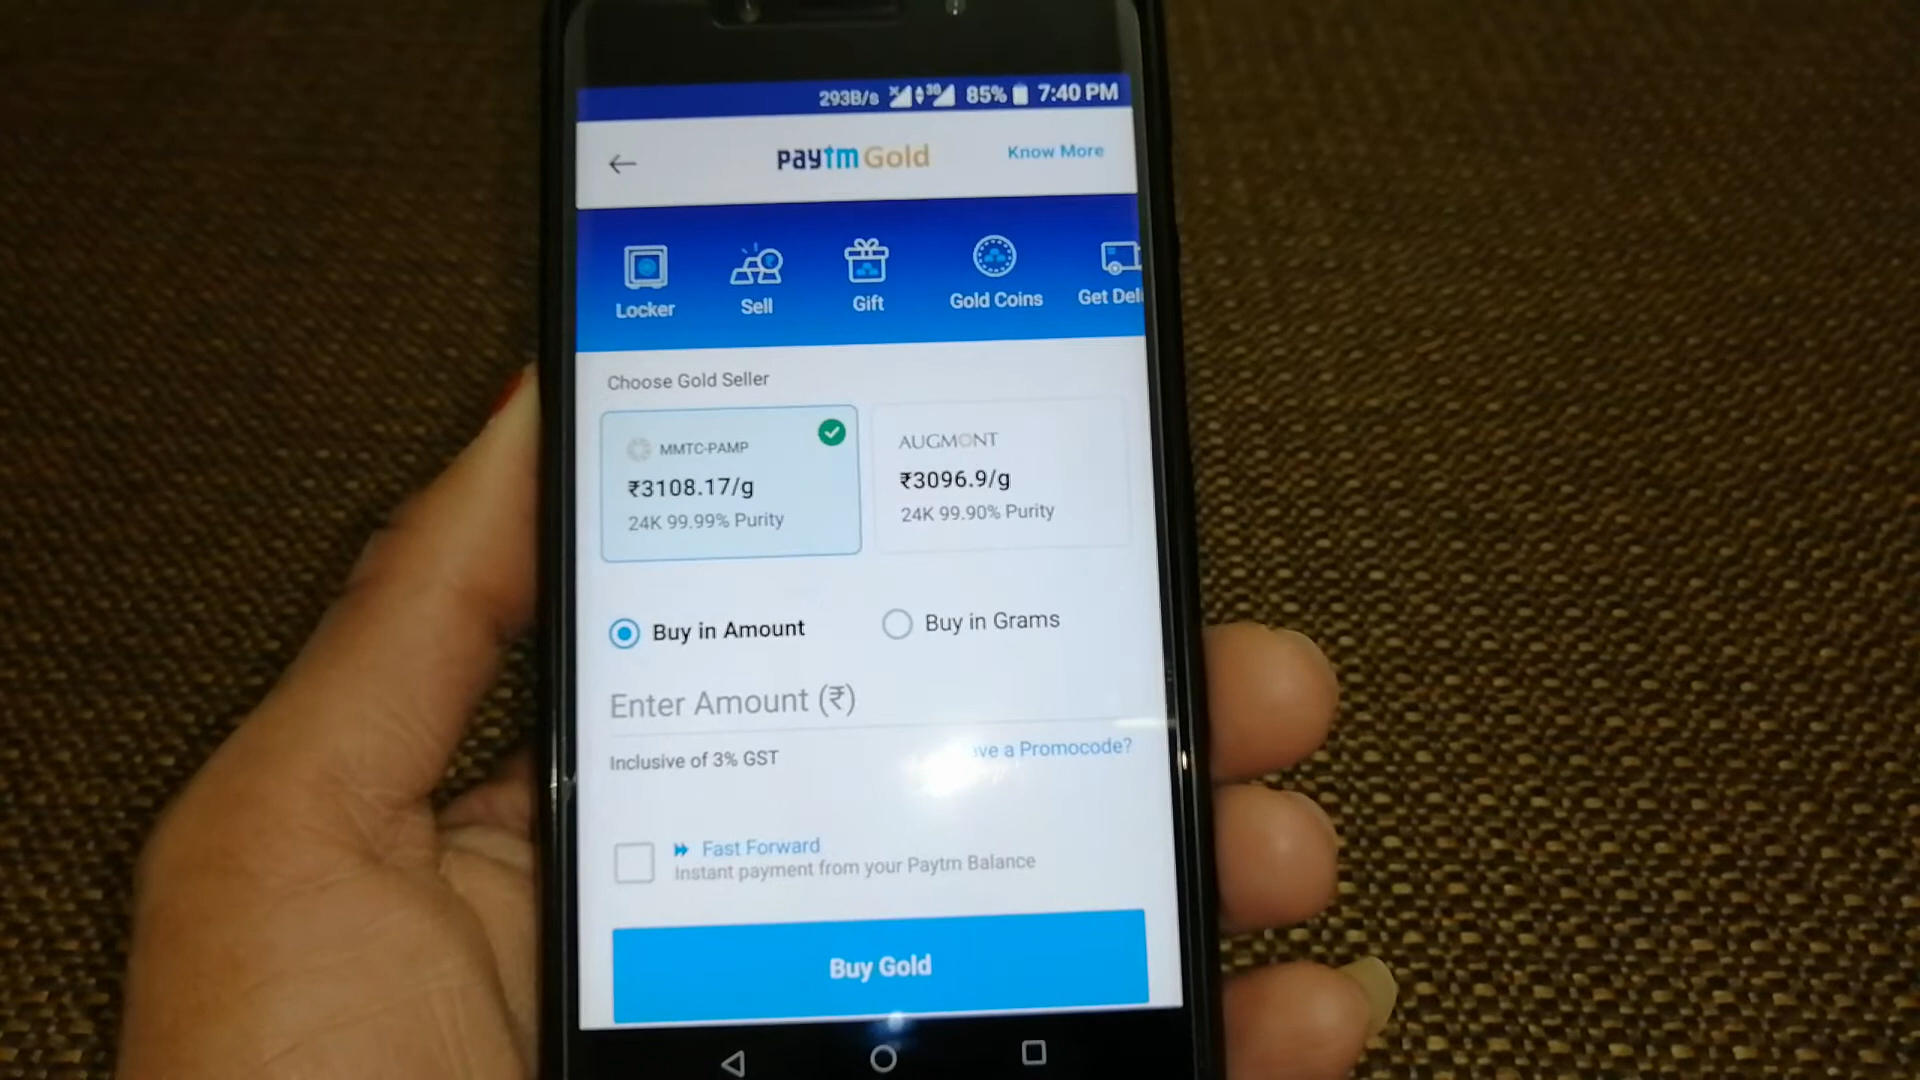 293B/s 3G 85% 7:40 PM
paytm Gold
Know More
Locker
Sell
Gift
Gold Coins
Get
Choose Gold Seller
MMTC-PAMP
₹3108.17/g
24K 99.99% Purity
AUGMONT
₹3096.9/g
24K 99.90% Purity
Buy in Amount
Buy in Grams
Enter Amount (₹)
Inclusive of 3% GST
a Promocode?
Fast Forward
Instant payment from your Paytm Balance
Buy Gold